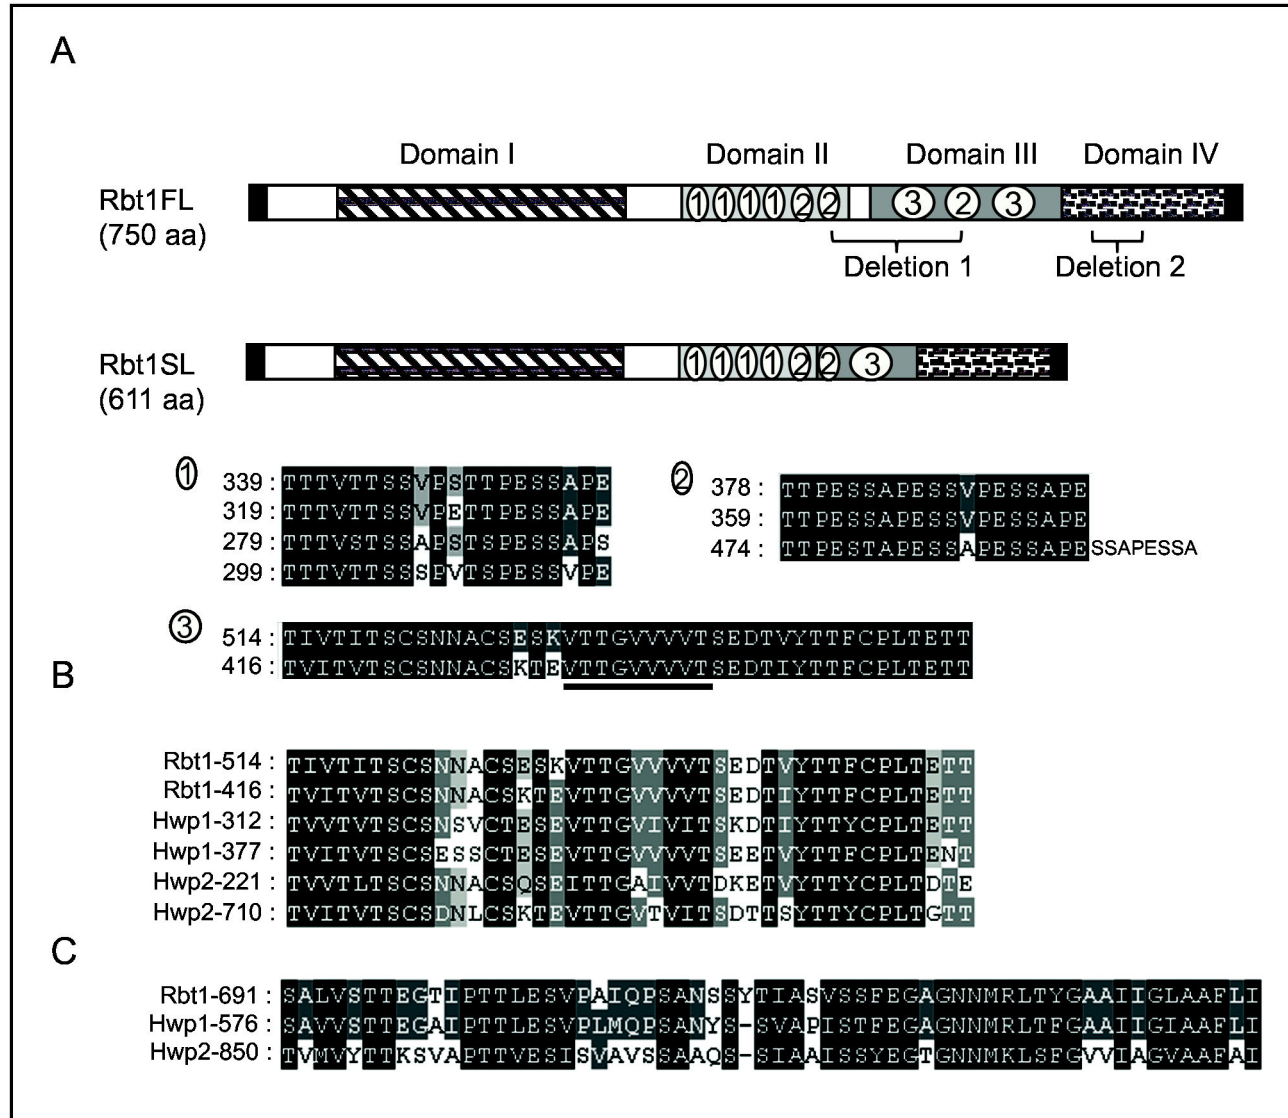 A
Domain I Domain II Domain III Domain IV
Rbt1FL
(750 aa)
1 1 1 1 2 2 3 2 3
Deletion 1 Deletion 2
Rbt1SL
(611 aa)
1 1 1 1 2 2 3
1
339 : TTTVTTSSVPSTTPESSAPE
319 : TTTVTTSSVPETTPESSAPE
279 : TTTVSTSSAPSTSPESSAPS
299 : TTTVTTSSSPVTSPESSVPE
2
378 : TTPESSAPESSVPESSAPE
359 : TTPESSAPESSVPESSAPE
474 : TTPESTAPESSAPESSAPESSAPESSA
3
514 : TIVTITSCSNNACSESKVTTGVVVVTSEDTVYTTFCPLTETT
416 : TVITVTSCSNNACSKTEVTTGVVVVTSEDTIYTTFCPLTETT
B
Rbt1-514 : TIVTITSCSNNACSESKVTTGVVVVTSEDTVYTTFCPLTETT
Rbt1-416 : TVITVTSCSNNACSKTEVTTGVVVVTSEDTIYTTFCPLTETT
Hwp1-312 : TVVTVTSCSNSVCTESEVTTGVIVITSKDTIYTTYCPLTETT
Hwp1-377 : TVITVTSCSESSCTESEVTTGVVVVTSEETVYTTFCPLTENT
Hwp2-221 : TVVTLTSCSNNACSQSEITTGAIVVTDKETVYTTYCPLTDTE
Hwp2-710 : TVITVTSCSDNLCSKTEVTTGVTVITSDTTSYTTYCPLTGTT
C
Rbt1-691 : SALVSTTEGTIPTTLESVPAIQPSANSSYTIASVSSFEGAGNNMRLTYGAAIIGLAAFLI
Hwp1-576 : SAVVSTTEGAIPTTLESVPLMQPSANYS-SVAPISTFEGAGNNMRLTFGAAIIGIAAFLI
Hwp2-850 : TVMVYTTKSVAPTTVESISVAVSSAAQS-SIAAISSYEGTGNNMKLSFGVVIAGVAAFAI